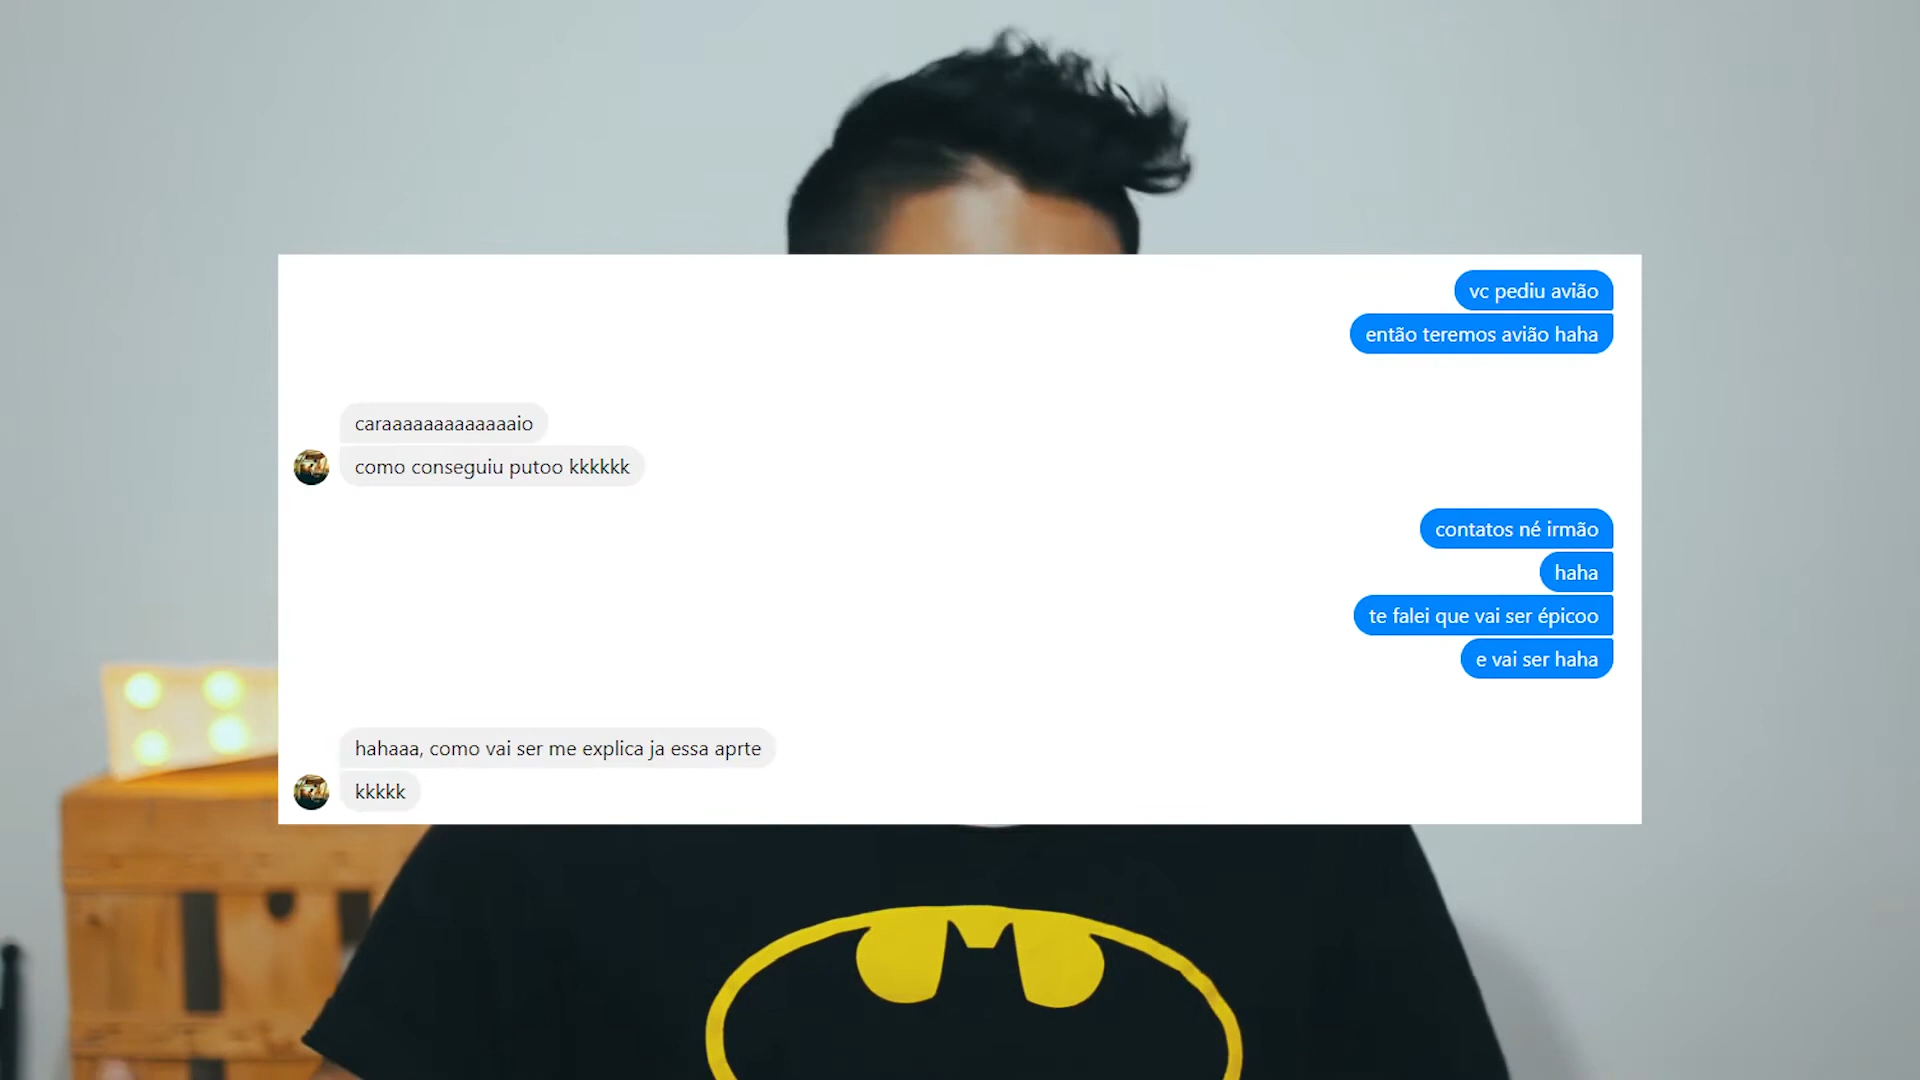 vc pediu avião
então teremos avião haha
caraaaaaaaaaaaaaio
como conseguiu putoo kkkkkk
contatos né irmão
haha
te falei que vai ser épicoo
e vai ser haha
hahaaa, como vai ser me explica ja essa aprte
kkkkk